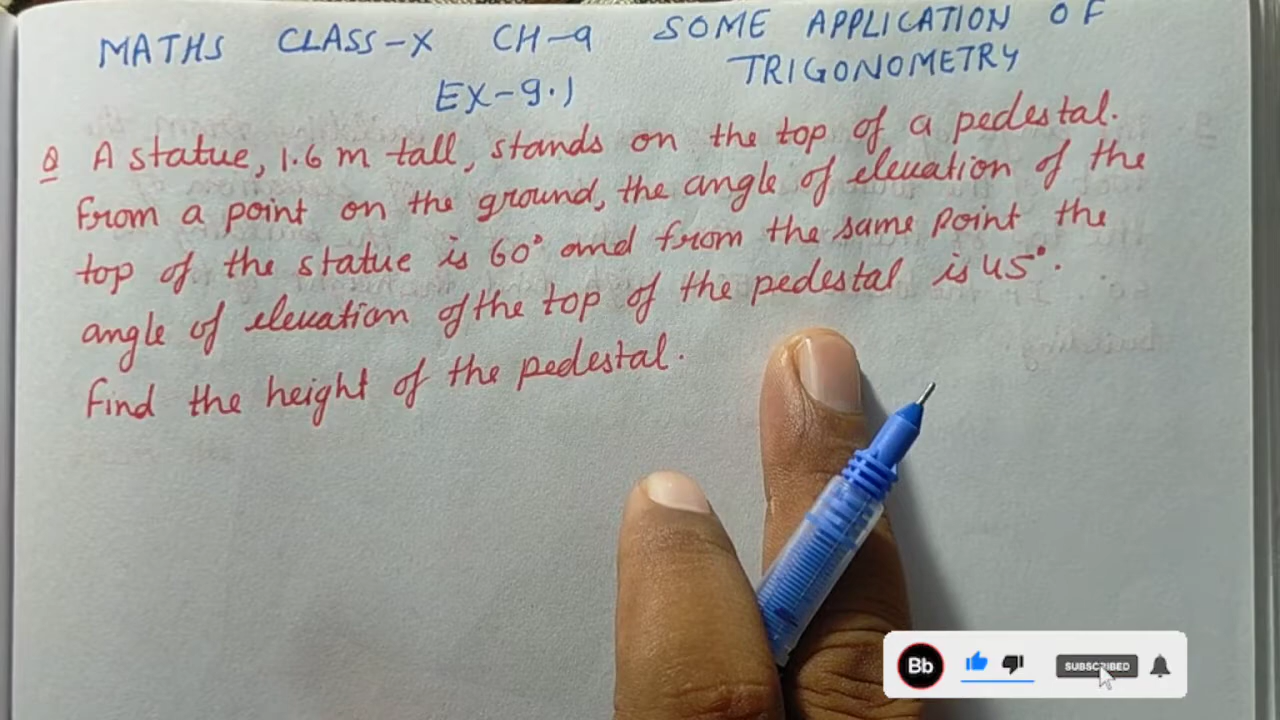 MATHS CLASS-X CH-9 SOME APPLICATION OF
TRIGONOMETRY
EX-9.1
Q A statue, 1.6 m tall, stands on the top of a pedestal.
From a point on the ground, the angle of elevation of the
top of the statue is 60° and from the same point the
angle of elevation of the top of the pedestal is 45°.
Find the height of the pedestal.
Bb
SUBSCRIBED